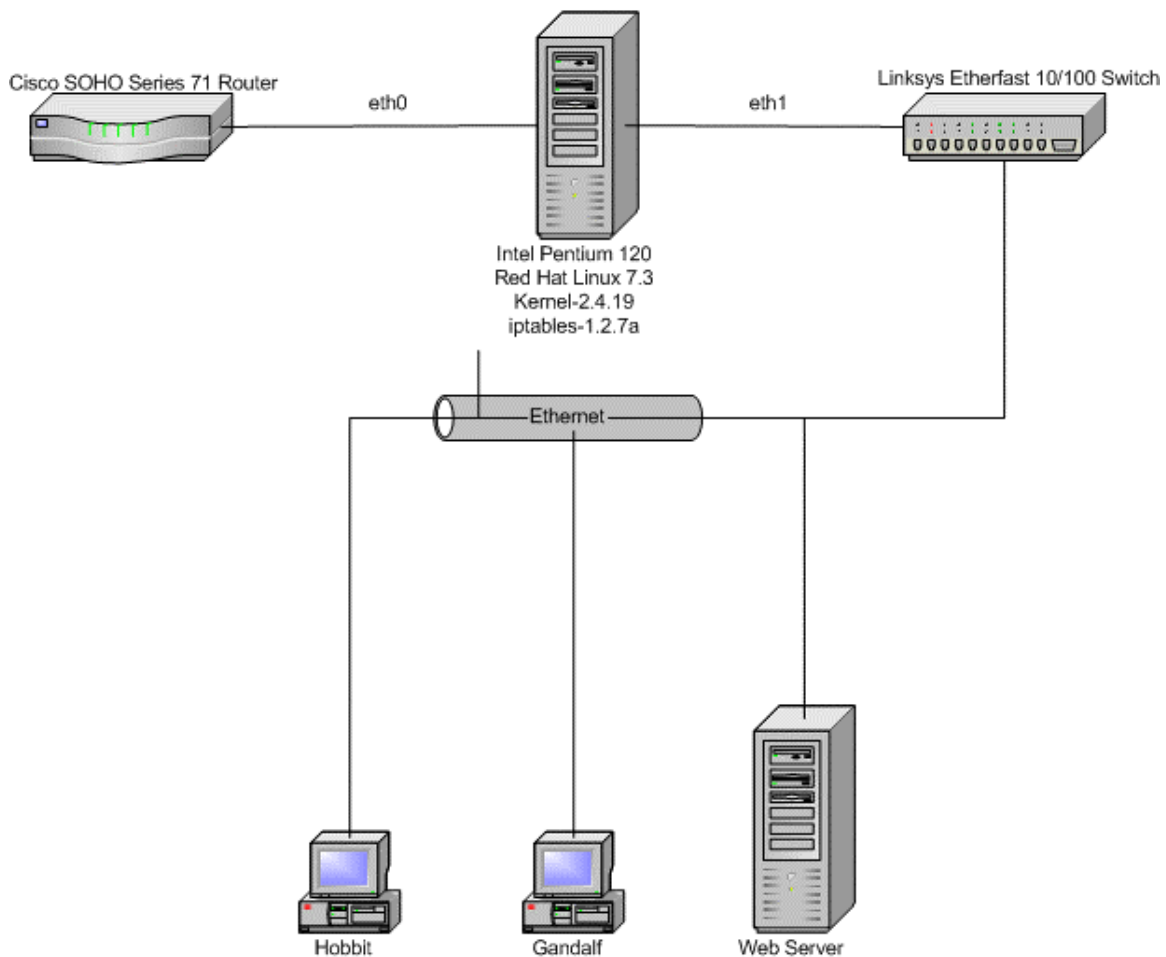 Cisco SOHO Series 71 Router
eth0
eth1
Linksys Etherfast 10/100 Switch
Intel Pentium 120
Red Hat Linux 7.3
Kernel-2.4.19
iptables-1.2.7a
Ethernet
Hobbit
Gandalf
Web Server